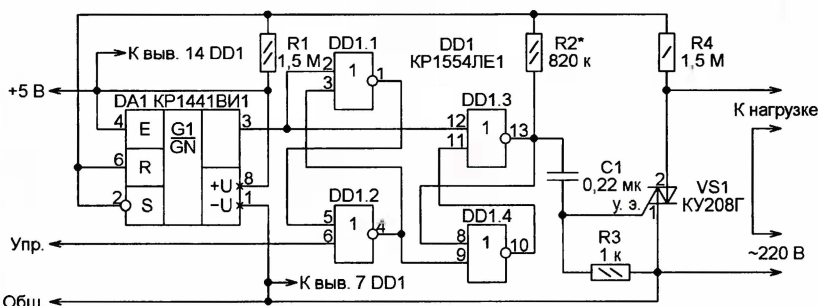 К выв. 14 DD1
R1
1,5 М
DD1.1
DD1
КР1554ЛЕ1
R2*
820 к
R4
1,5 М
+5 В
DA1 КР1441ВИ1
2
3
1
1
DD1.3
К нагрузке
4
E
G1
GN
3
12
11
1
13
6
R
C1
0,22 мк
2
VS1
КУ208Г
2
S
+U
8
–U
1
DD1.2
DD1.4
у. э.
1
5
6
1
4
8
9
1
10
R3
1 к
Упр.
~220 В
К выв. 7 DD1
Общ.